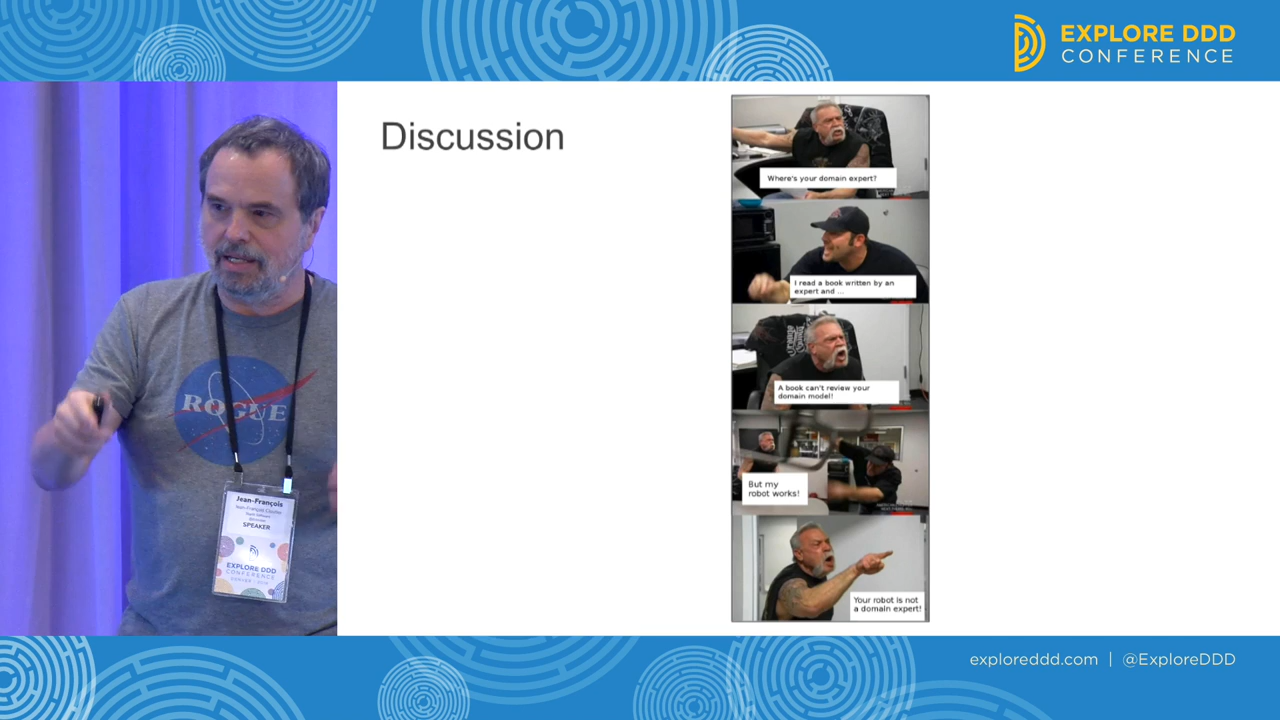 EXPLORE DDD
CONFERENCE
Discussion
Where's your domain expert?
I read a book written by an
expert and ...
A book can't review your
domain model!
But my
robot works!
Your robot is not
a domain expert!
ROGUE
Jean-François
SPEAKER
EXPLORE DDD
CONFERENCE
exploreddd.com | @ExploreDDD